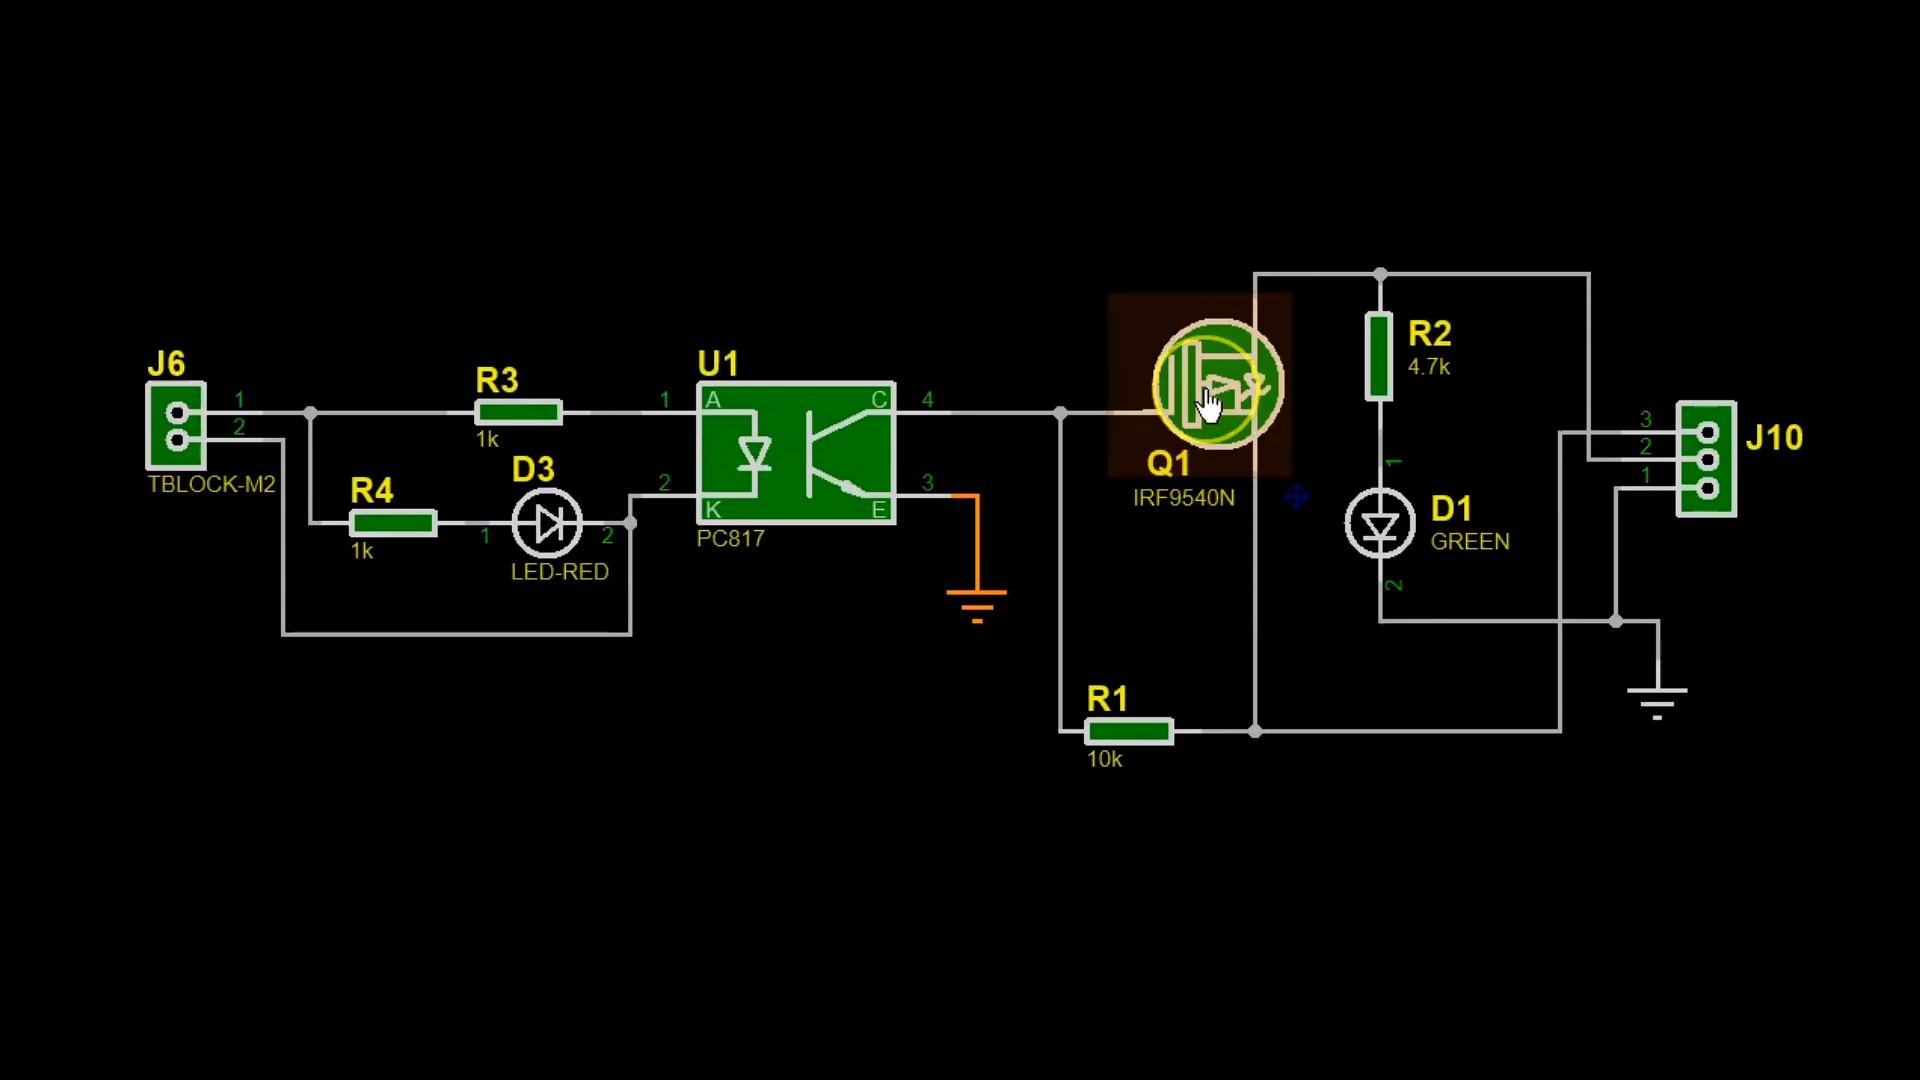 J6
1
2
TBLOCK-M2
R3
1k
R4
1k
D3
1
2
LED-RED
U1
1
A
C
4
2
K
E
3
PC817
Q1
IRF9540N
R1
10k
R2
4.7k
1
D1
GREEN
2
3
2
1
J10